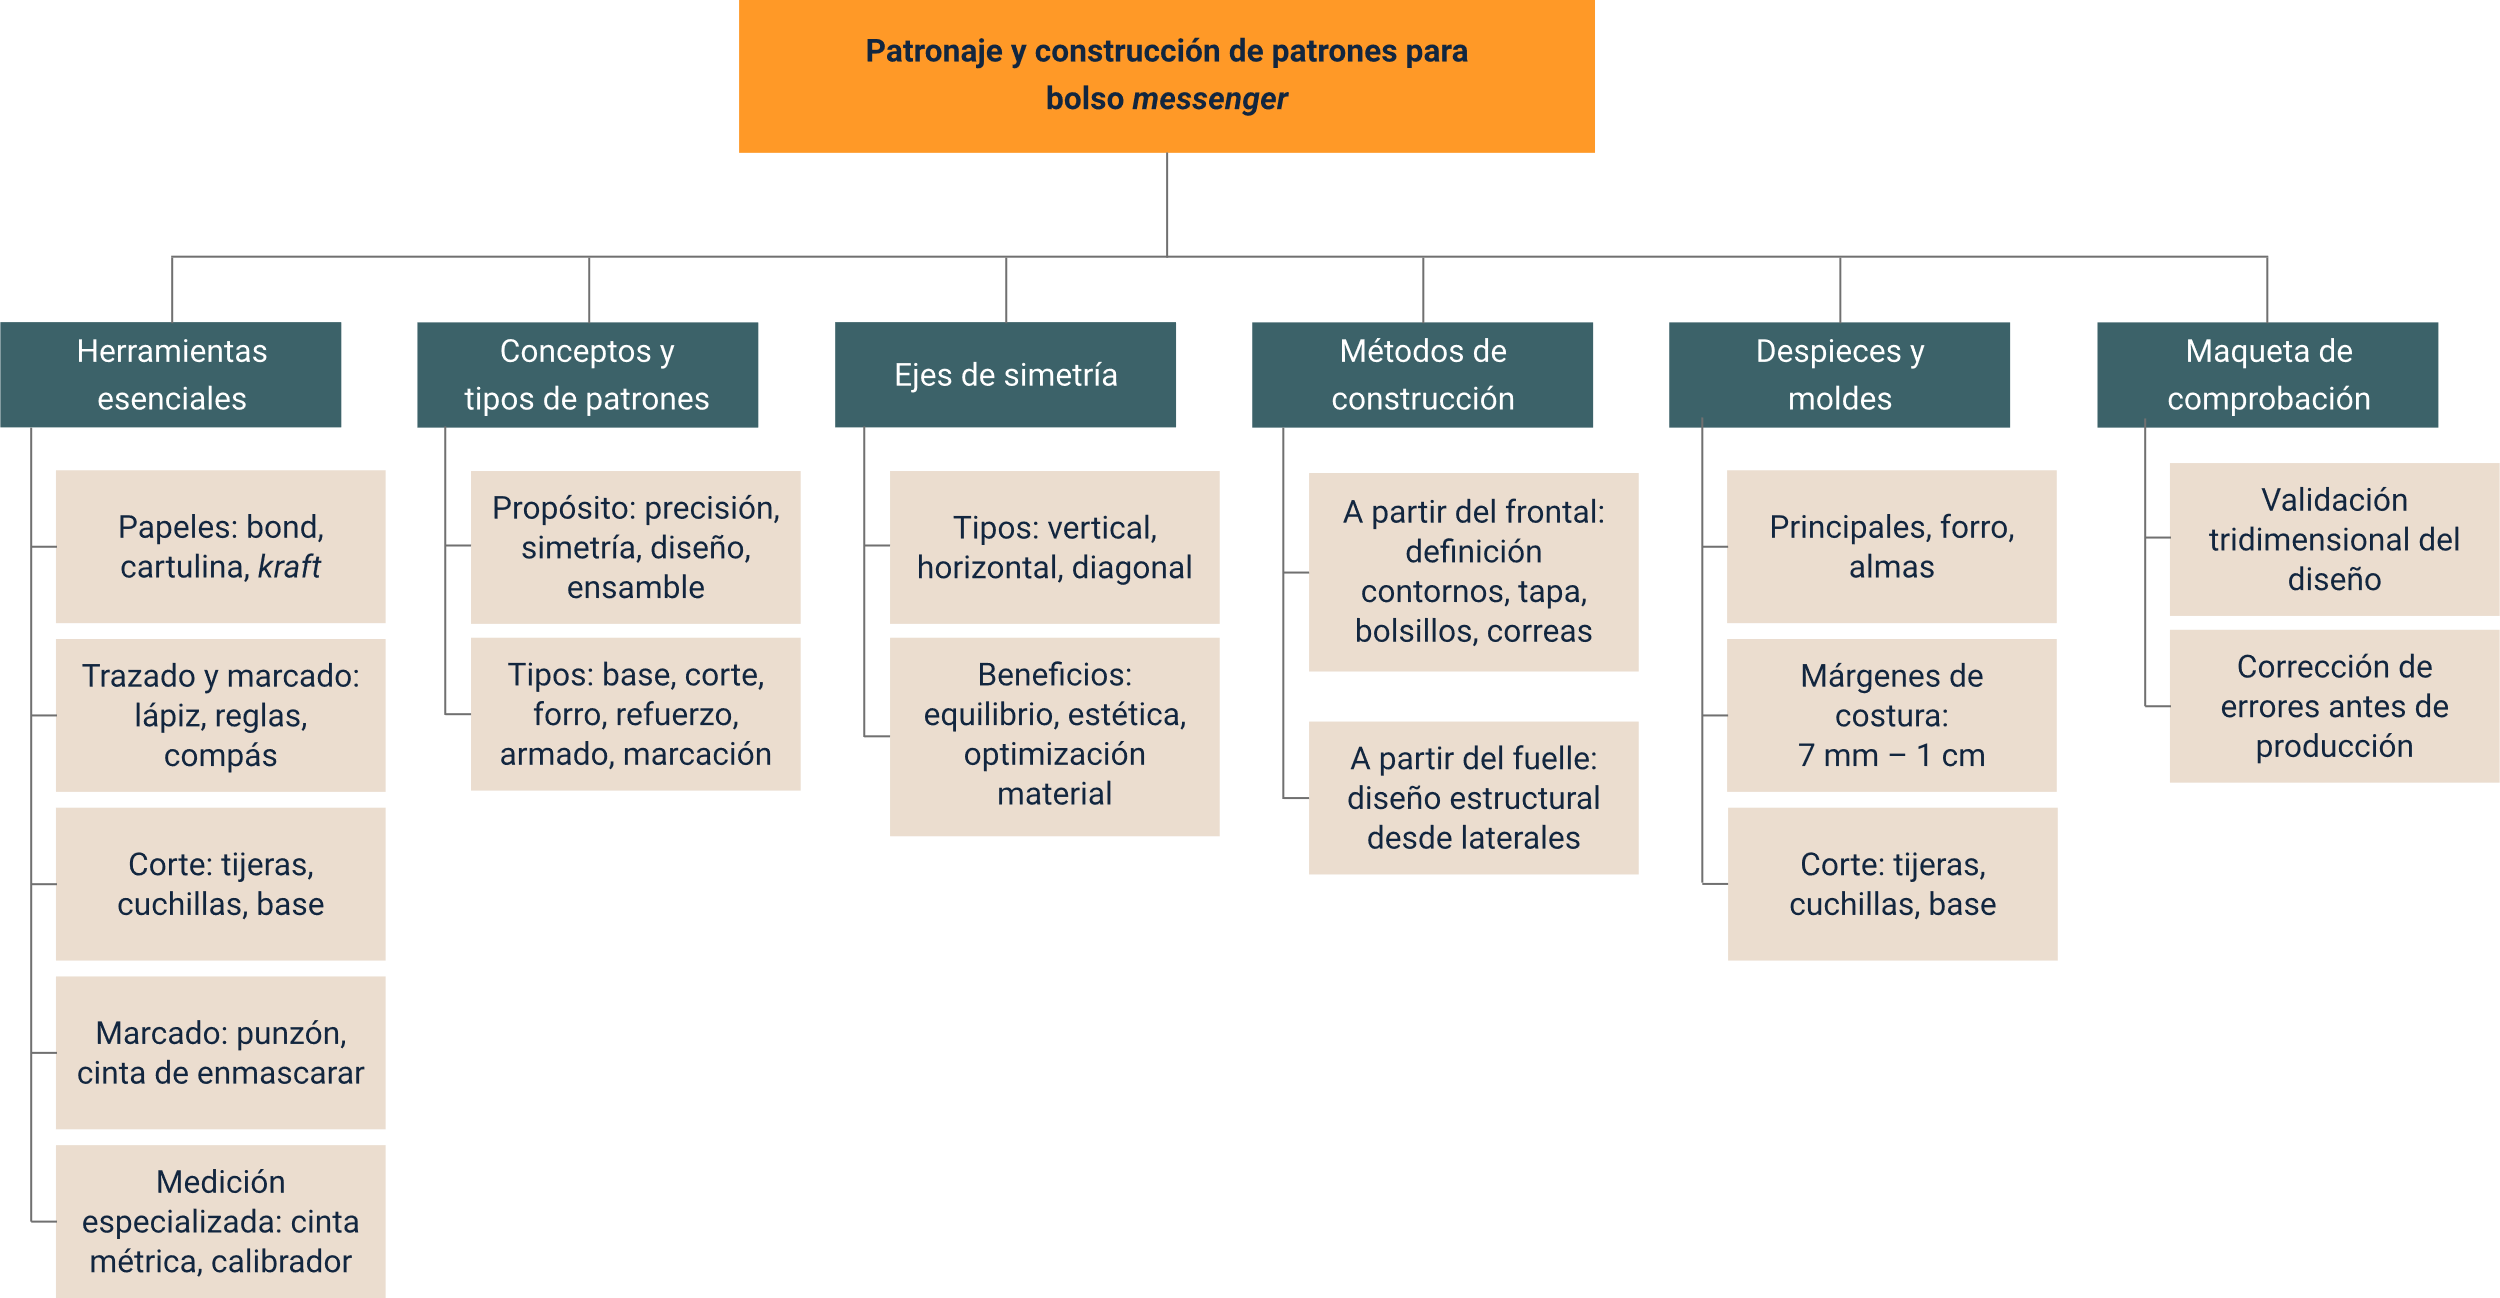 Patronaje y construcción de patrones para
bolso messenger
Herramientas
esenciales
Papeles: bond,
cartulina, kraft
Trazado y marcado:
lápiz, reglas,
compás
Corte: tijeras,
cuchillas, base
Marcado: punzón,
cinta de enmascarar
Medición
especializada: cinta
métrica, calibrador
Conceptos y
tipos de patrones
Propósito: precisión,
simetría, diseño,
ensamble
Tipos: base, corte,
forro, refuerzo,
armado, marcación
Ejes de simetría
Tipos: vertical,
horizontal, diagonal
Beneficios:
equilibrio, estética,
optimización
material
Métodos de
construcción
A partir del frontal:
definición
contornos, tapa,
bolsillos, correas
A partir del fuelle:
diseño estructural
desde laterales
Despieces y
moldes
Principales, forro,
almas
Márgenes de
costura:
7 mm – 1 cm
Corte: tijeras,
cuchillas, base
Maqueta de
comprobación
Validación
tridimensional del
diseño
Corrección de
errores antes de
producción